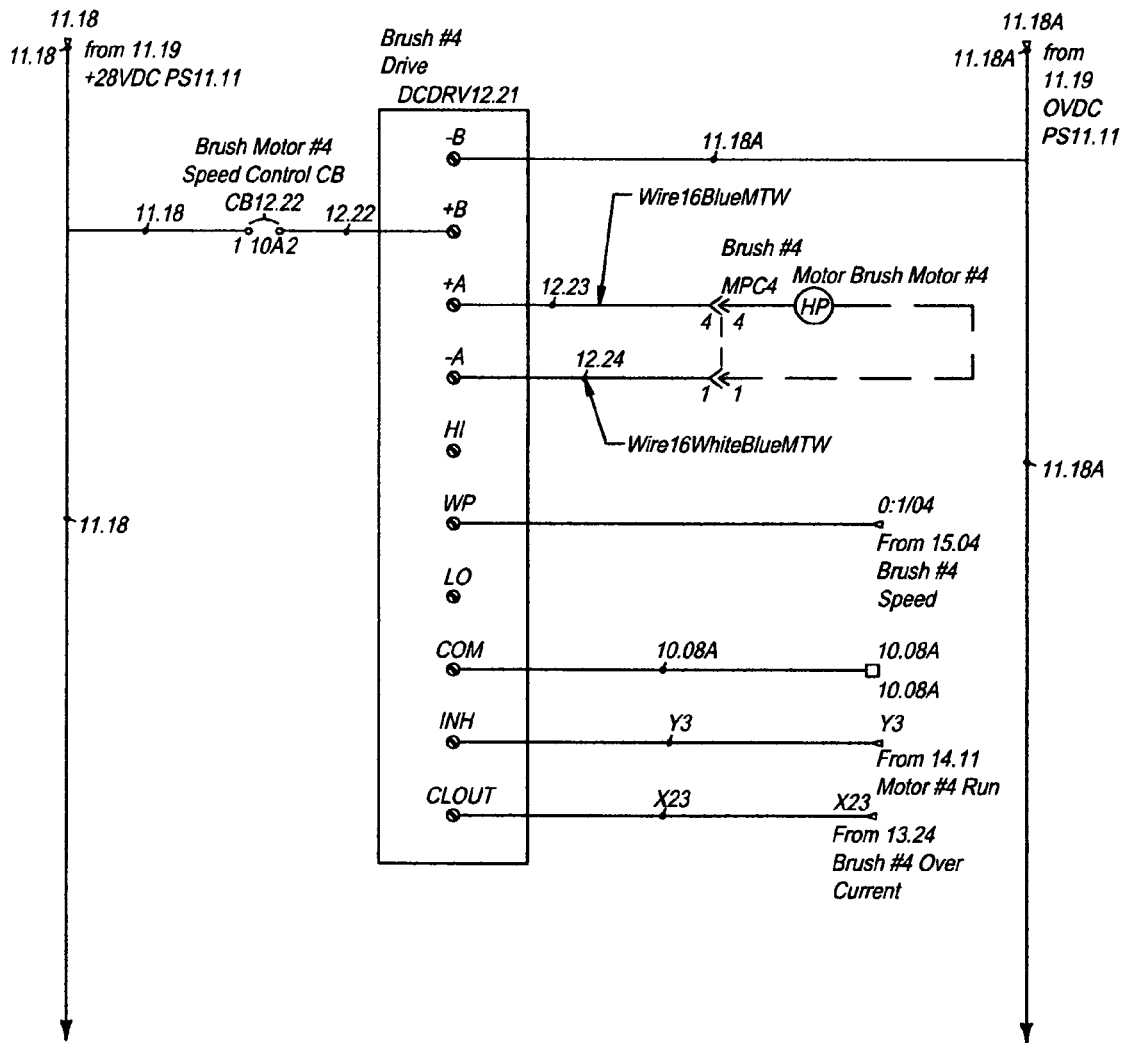 11.18
11.18
from 11.19
+28VDC PS11.11
Brush #4
Drive
DCDRV12.21
11.18A
11.18A
from
11.19
OVDC
PS11.11
-B
11.18A
Brush Motor #4
Speed Control CB
CB12.22
11.18
12.22
1 10A 2
+B
Wire16BlueMTW
Brush #4
Motor Brush Motor #4
MPC4
+A
12.23
HP
4 4
-A
12.24
1 1
HI
Wire16WhiteBlueMTW
11.18A
WP
0:1/04
11.18
From 15.04
Brush #4
Speed
LO
COM
10.08A
10.08A
10.08A
INH
Y3
Y3
From 14.11
Motor #4 Run
CLOUT
X23
X23
From 13.24
Brush #4 Over
Current